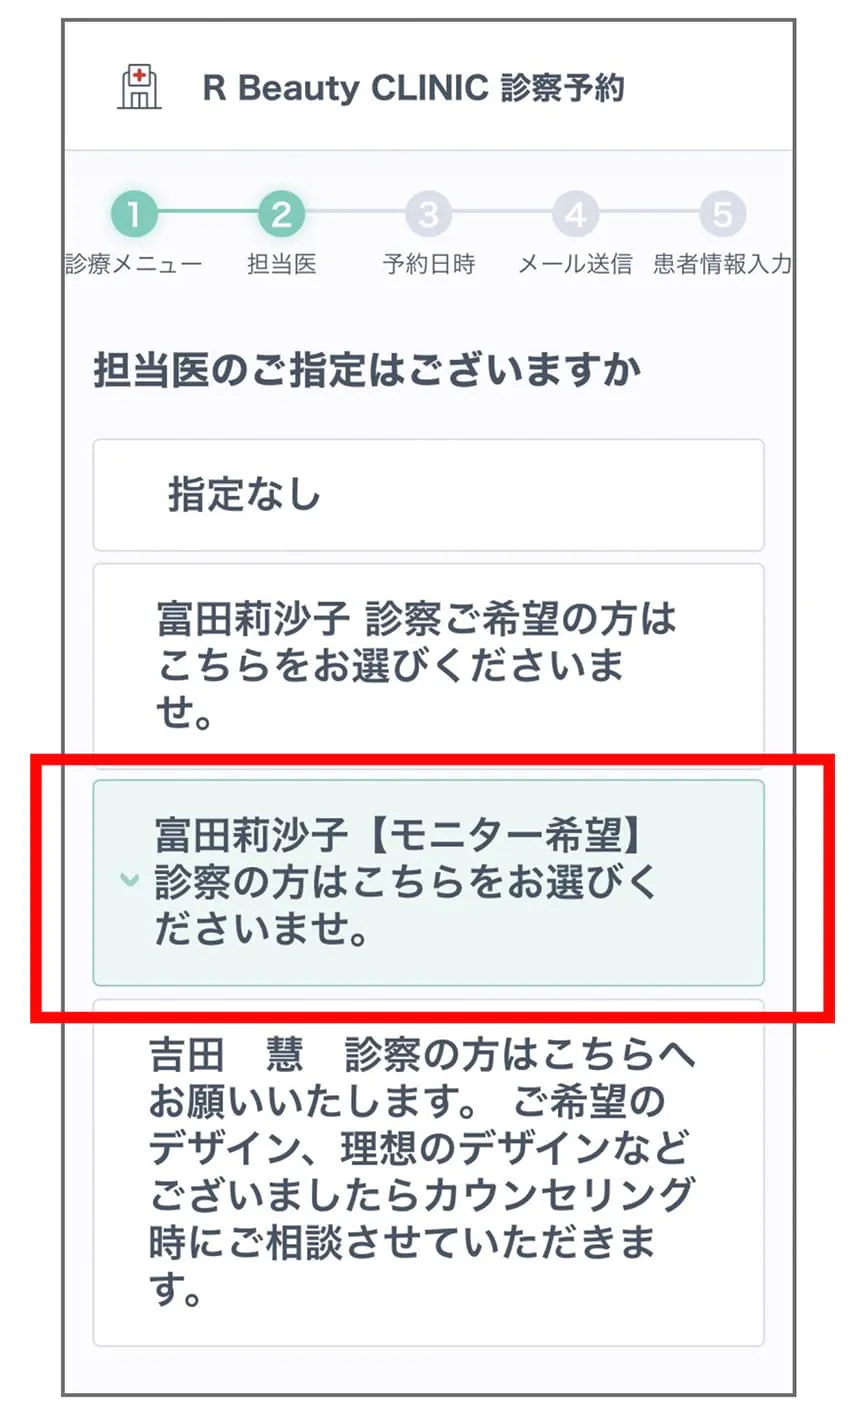 R Beauty CLINIC 診察予約
1 2 3 4 5
診療メニュー 担当医 予約日時 メール送信 患者情報入力
担当医のご指定はございますか
指定なし
富田莉沙子 診察ご希望の方は
こちらをお選びくださいま
せ。
富田莉沙子【モニター希望】
診察の方はこちらをお選びく
ださいませ。
吉田　慧　診察の方はこちらへ
お願いいたします。 ご希望の
デザイン、理想のデザインなど
ございましたらカウンセリング
時にご相談させていただきま
す。